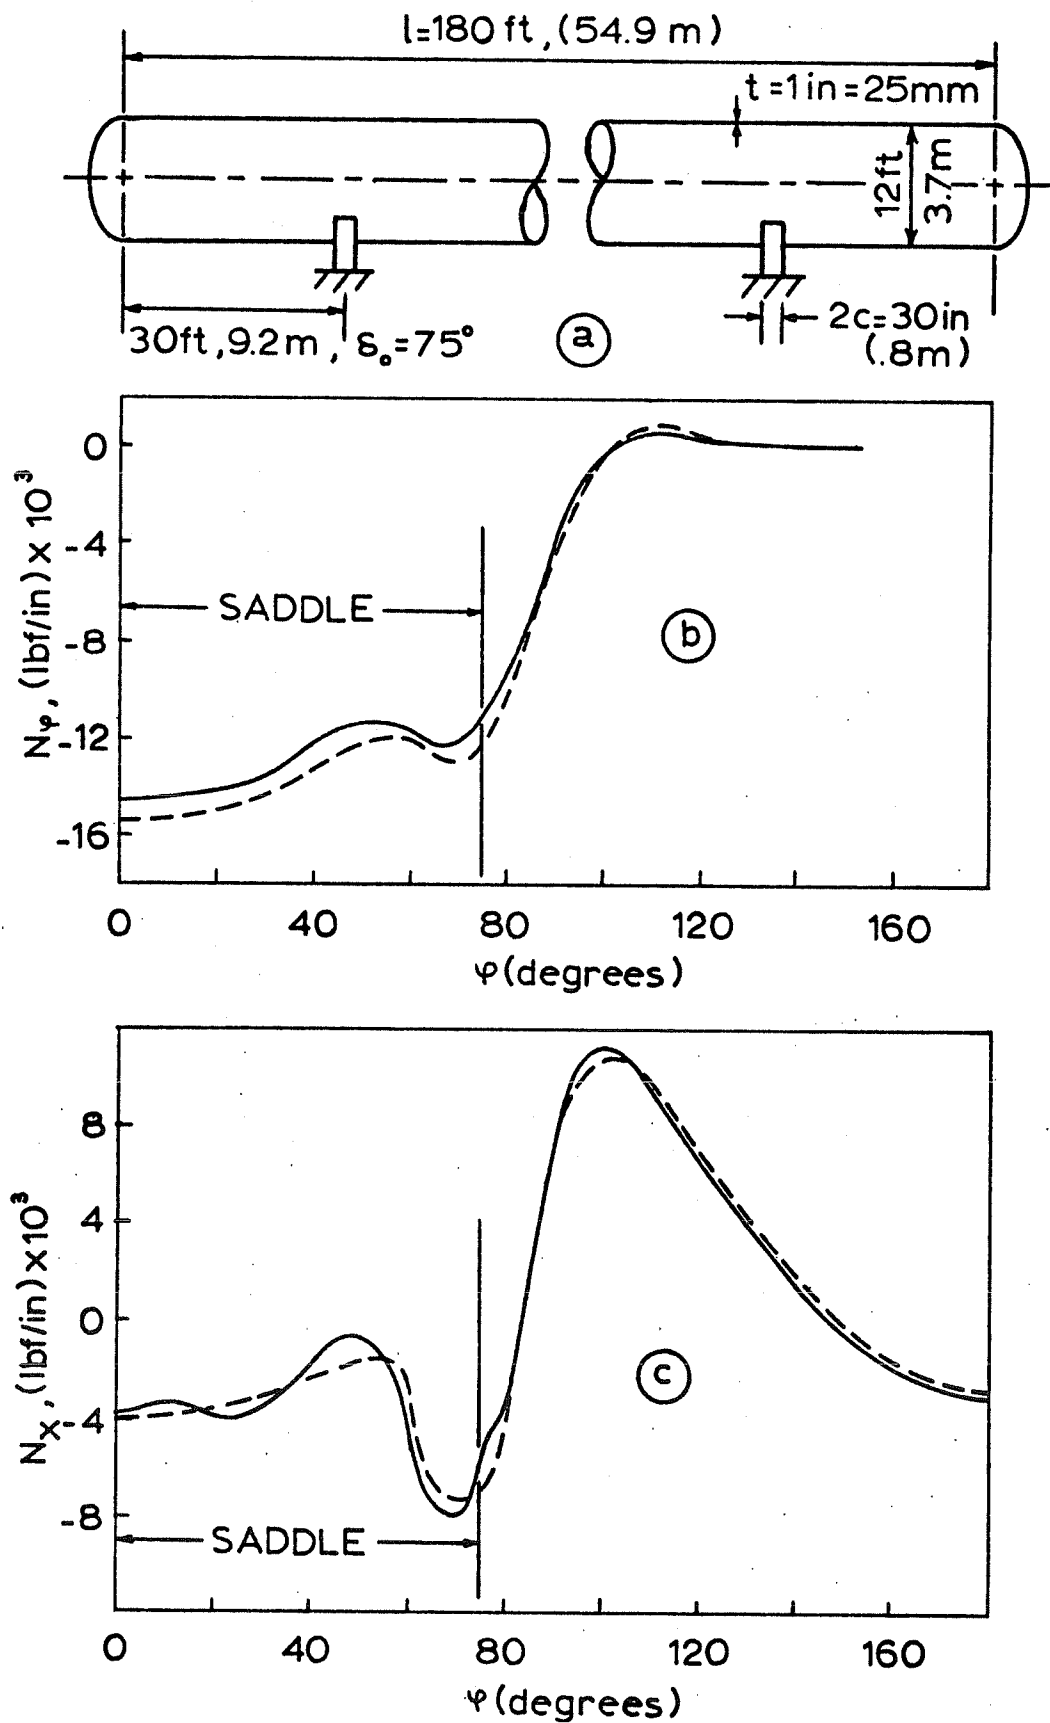 l=180 ft, (54.9 m)
t=1 in=25mm
12ft
3.7m
30ft, 9.2m, δ₀=75°
2c=30in
(.8m)
a
0
-4
-8
-12
-16
Nφ, (lbf/in) x 10³
SADDLE
b
0 40 80 120 160
φ(degrees)
8
4
0
-4
-8
Nx, (lbf/in) x10³
c
SADDLE
0 40 80 120 160
φ(degrees)